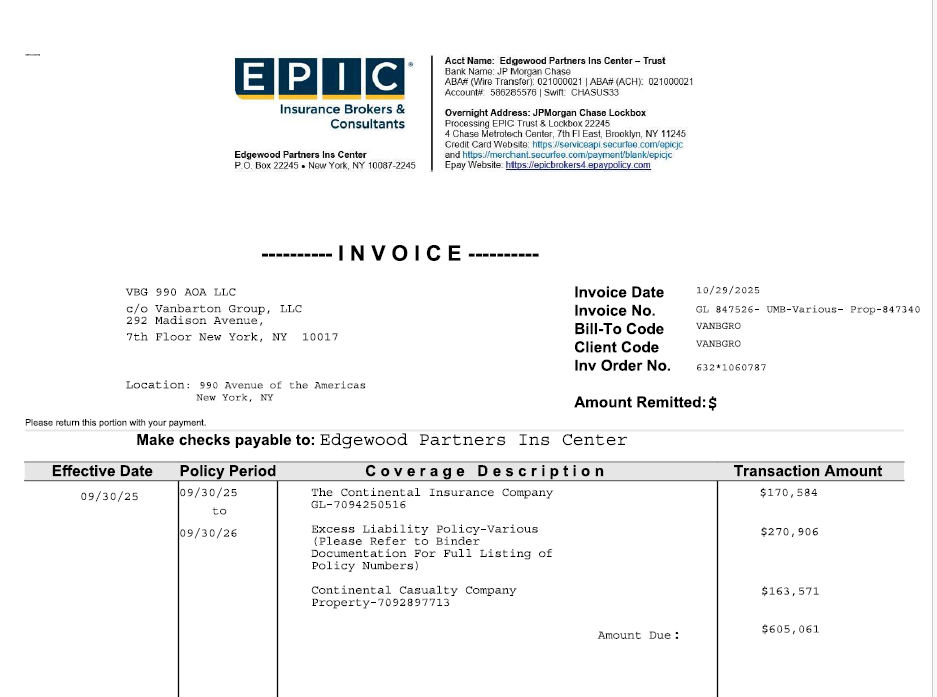 EPIC®
Insurance Brokers &
Consultants
Edgewood Partners Ins Center
P.O. Box 22245 • New York, NY 10087-2245
Acct Name: Edgewood Partners Ins Center – Trust
Bank Name: JP Morgan Chase
ABA# (Wire Transfer): 021000021 | ABA# (ACH): 021000021
Account#: 586285576 | Swift: CHASUS33
Overnight Address: JPMorgan Chase Lockbox
Processing EPIC Trust & Lockbox 22245
4 Chase Metrotech Center, 7th Fl East, Brooklyn, NY 11245
Credit Card Website: https://serviceapi.securfee.com/epicjc
and https://merchant.securfee.com/payment/blank/epicjc
Epay Website: https://epicbrokers4.epaypolicy.com
---------- I N V O I C E ----------
VBG 990 AOA LLC
c/o Vanbarton Group, LLC
292 Madison Avenue,
7th Floor New York, NY 10017
Location: 990 Avenue of the Americas
New York, NY
Invoice Date 10/29/2025
Invoice No. GL 847526- UMB-Various- Prop-847340
Bill-To Code VANBGRO
Client Code VANBGRO
Inv Order No. 632*1060787
Amount Remitted: $
Please return this portion with your payment.
Make checks payable to: Edgewood Partners Ins Center
Effective Date Policy Period Coverage Description Transaction Amount
09/30/25 09/30/25 The Continental Insurance Company $170,584
GL-7094250516
to
09/30/26 Excess Liability Policy-Various $270,906
(Please Refer to Binder
Documentation For Full Listing of
Policy Numbers)
Continental Casualty Company $163,571
Property-7092897713
Amount Due: $605,061